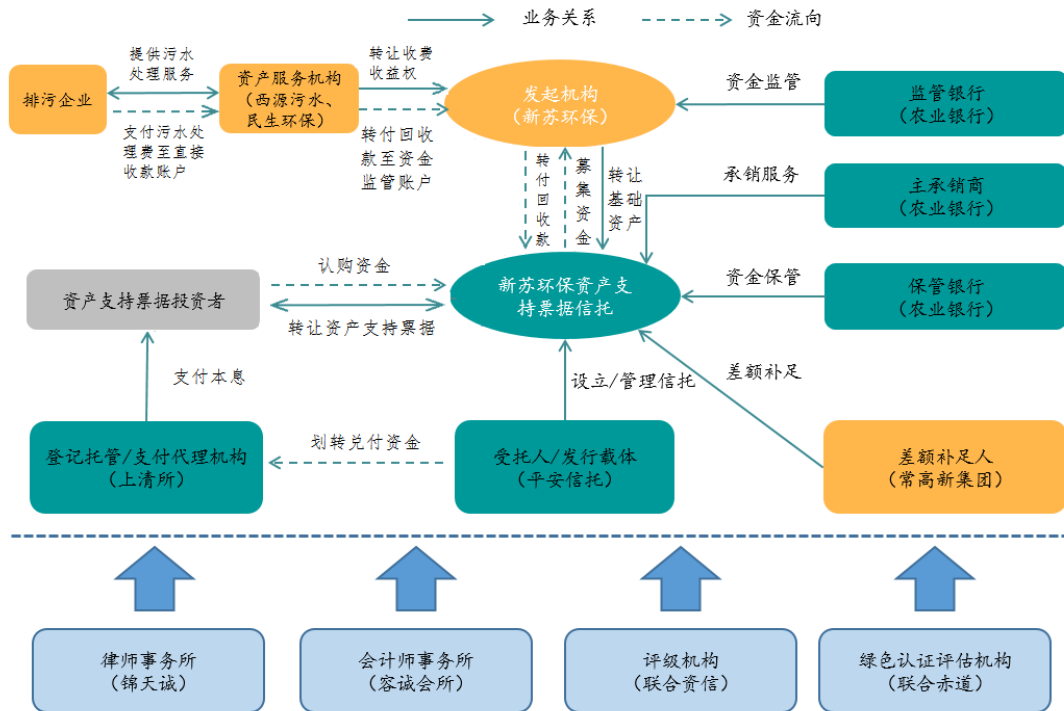 业务关系
资金流向
提供污水
处理服务
转让收费
收益权
排污企业
资产服务机构
（西源污水、
民生环保）
发起机构
（新苏环保）
资金监管
监管银行
（农业银行）
支付污水处
理费至直接
收款账户
转付回收
款至资金
监管账户
转付回收款
募集资金
转让
基础
资产
承销服务
主承销商
（农业银行）
认购资金
资产支持票据投资者
转让资产支持票据
新苏环保资产支
持票据信托
资金保管
保管银行
（农业银行）
支付本息
设立/管理信托
差额补足
登记托管/支付代理机构
（上清所）
划转兑付资金
受托人/发行载体
（平安信托）
差额补足人
（常高新集团）
律师事务所
（锦天诚）
会计师事务所
（容诚会所）
评级机构
（联合资信）
绿色认证评估机构
（联合赤道）